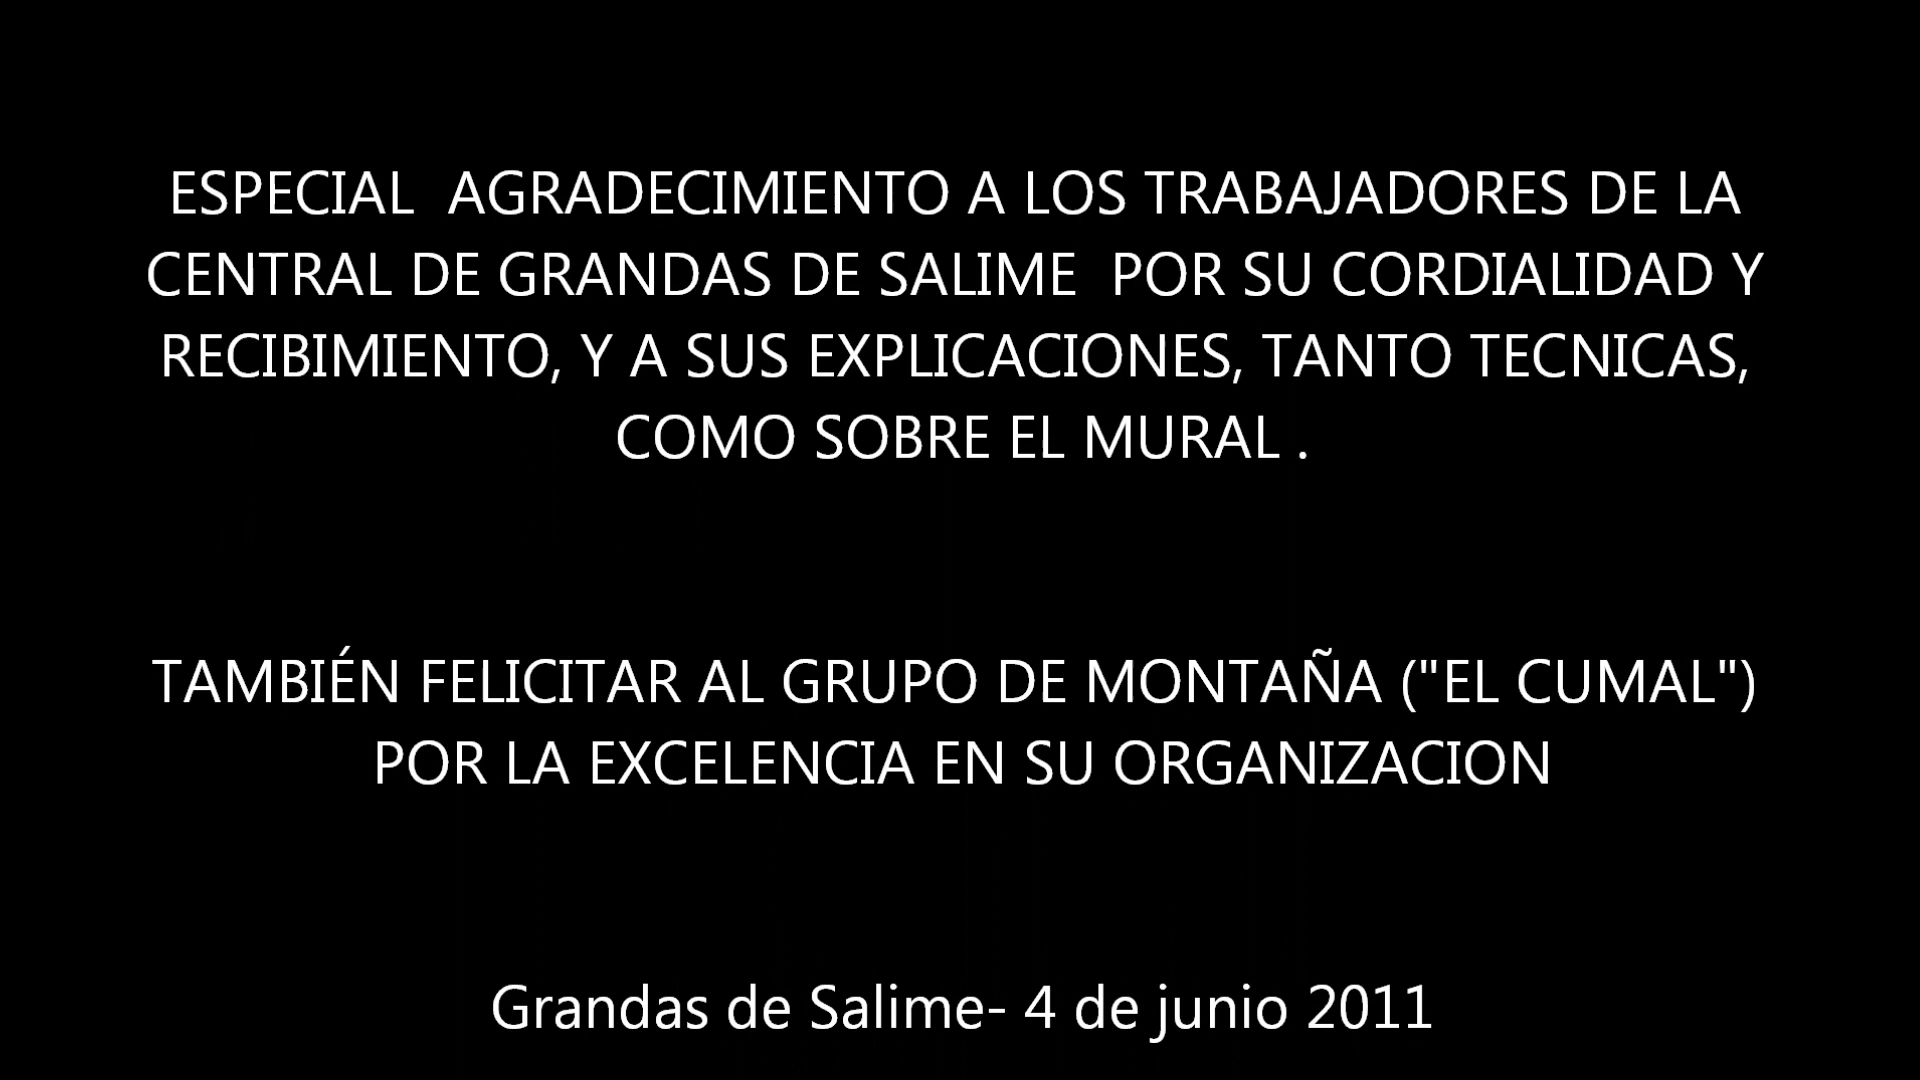 ESPECIAL  AGRADECIMIENTO A LOS TRABAJADORES DE LA
CENTRAL DE GRANDAS DE SALIME  POR SU CORDIALIDAD Y
RECIBIMIENTO, Y A SUS EXPLICACIONES, TANTO TECNICAS,
COMO SOBRE EL MURAL .
TAMBIÉN FELICITAR AL GRUPO DE MONTAÑA ("EL CUMAL")
POR LA EXCELENCIA EN SU ORGANIZACION
Grandas de Salime- 4 de junio 2011